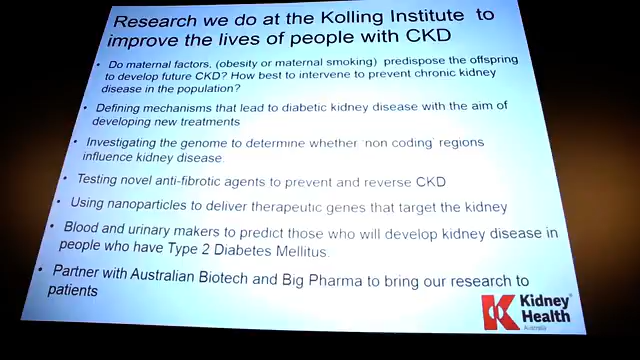 Research we do at the Kolling Institute to
improve the lives of people with CKD
• Do maternal factors, (obesity or maternal smoking) predispose the offspring
to develop future CKD? How best to intervene to prevent chronic kidney
disease in the population?
• Defining mechanisms that lead to diabetic kidney disease with the aim of
developing new treatments
• Investigating the genome to determine whether 'non coding' regions
influence kidney disease.
• Testing novel anti-fibrotic agents to prevent and reverse CKD
• Using nanoparticles to deliver therapeutic genes that target the kidney
• Blood and urinary makers to predict those who will develop kidney disease in
people who have Type 2 Diabetes Mellitus.
• Partner with Australian Biotech and Big Pharma to bring our research to
patients
Kidney
Health
Australia